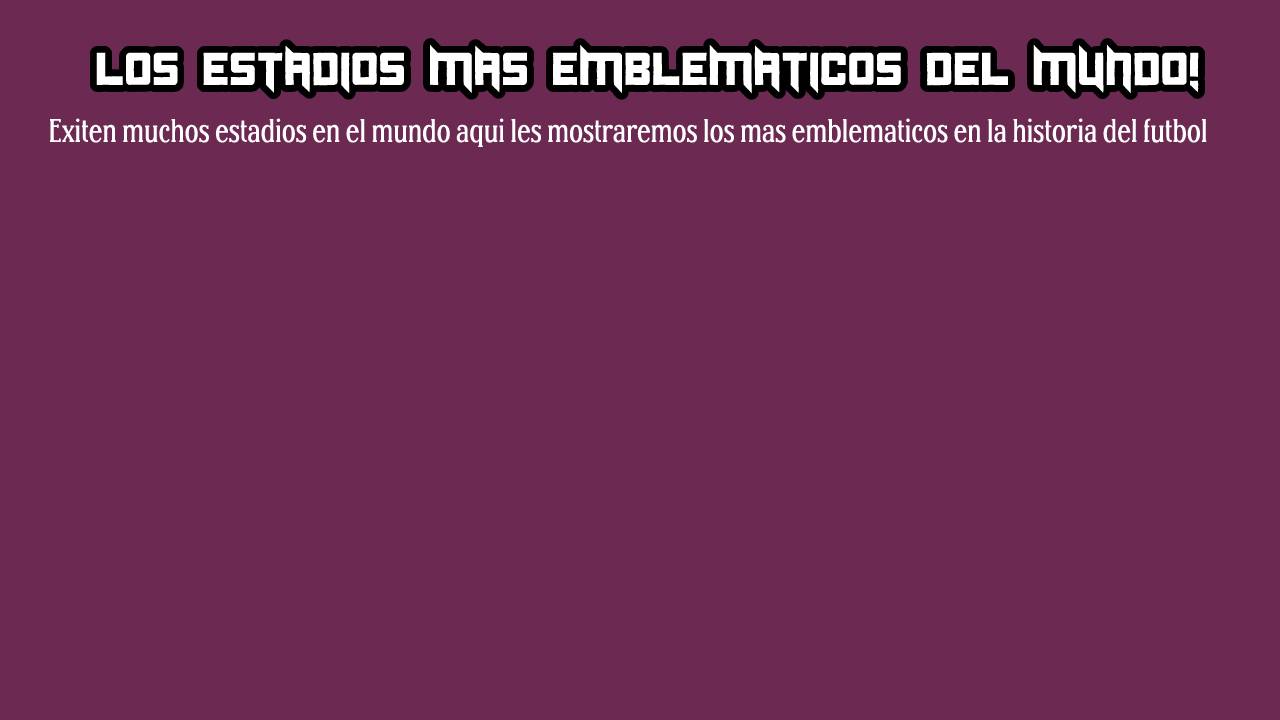 LOS ESTADIOS MAS EMBLEMATICOS DEL MUNDO!
Exiten muchos estadios en el mundo aqui les mostraremos los mas emblematicos en la historia del futbol